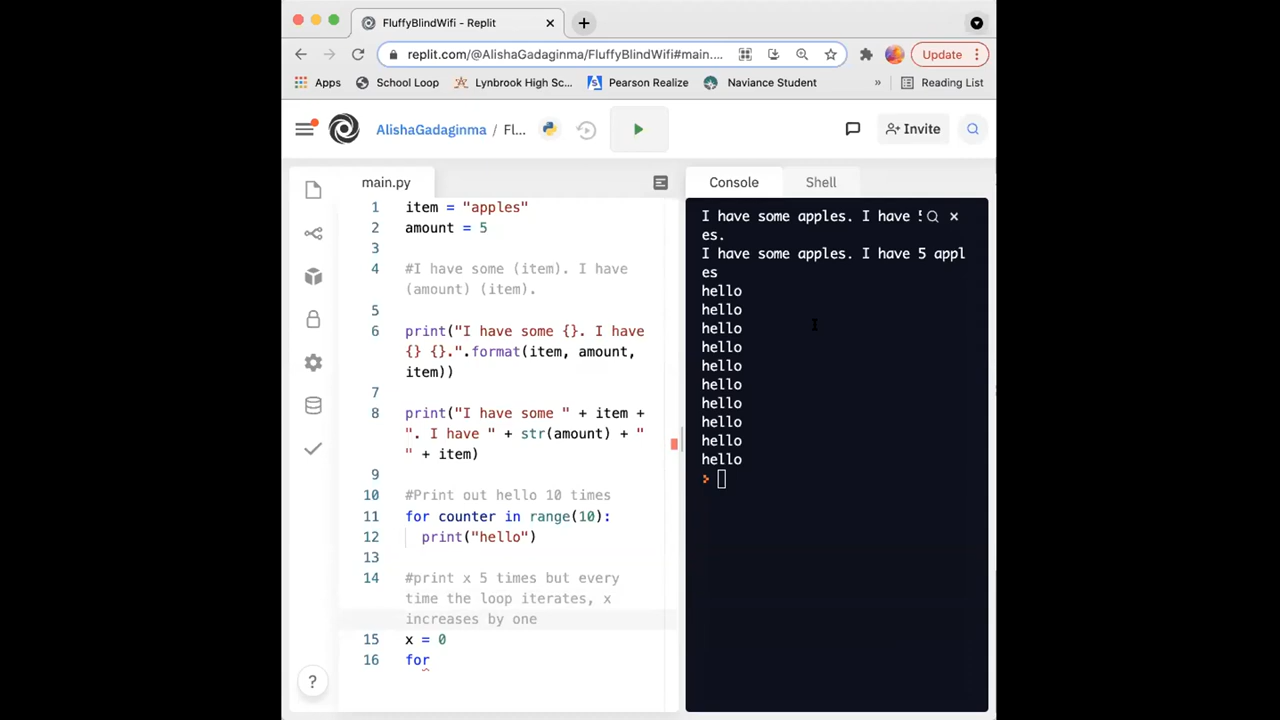 FluffyBlindWifi - Replit
replit.com/@AlishaGadaginma/FluffyBlindWifi#main....
Update
Apps School Loop Lynbrook High Sc... Pearson Realize Naviance Student » Reading List
AlishaGadaginma / Fl... Invite
main.py
Console Shell
1 item = "apples"
2 amount = 5
3
4 #I have some (item). I have
(amount) (item).
5
6 print("I have some {}. I have
{} {}.".format(item, amount,
item))
7
8 print("I have some " + item +
". I have " + str(amount) + "
" + item)
9
10 #Print out hello 10 times
11 for counter in range(10):
12 print("hello")
13
14 #print x 5 times but every
time the loop iterates, x
increases by one
15 x = 0
16 for
?
I have some apples. I have
es.
I have some apples. I have 5 appl
es
hello
hello
hello
hello
hello
hello
hello
hello
hello
hello